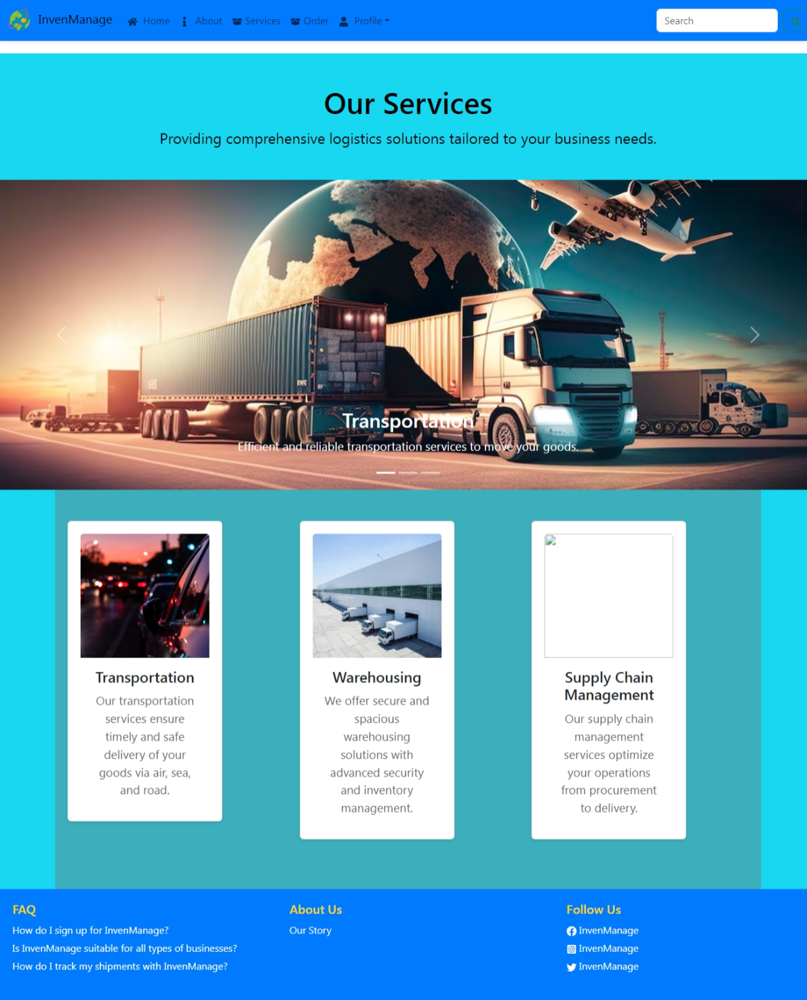 InvenManage Home About Services Order Profile Search
Our Services
Providing comprehensive logistics solutions tailored to your business needs.
Transportation
Efficient and reliable transportation services to move your goods.
Transportation
Our transportation
services ensure
timely and safe
delivery of your
goods via air, sea,
and road.
Warehousing
We offer secure and
spacious
warehousing
solutions with
advanced security
and inventory
management.
Supply Chain
Management
Our supply chain
management
services optimize
your operations
from procurement
to delivery.
FAQ
How do I sign up for InvenManage?
Is InvenManage suitable for all types of businesses?
How do I track my shipments with InvenManage?
About Us
Our Story
Follow Us
InvenManage
InvenManage
InvenManage